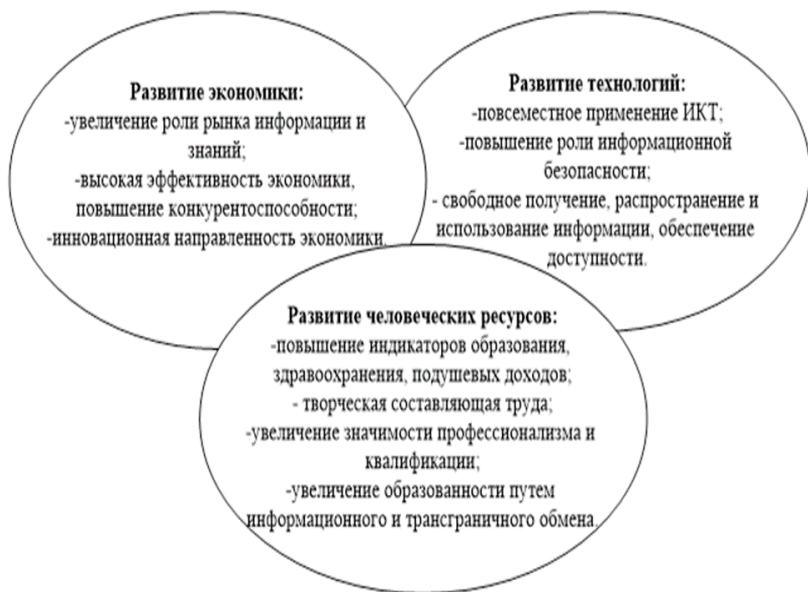 Развитие экономики:
-увеличение роли рынка информации и
знаний;
-высокая эффективность экономики,
повышение конкурентоспособности;
-инновационная направленность экономики.
Развитие технологий:
-повсеместное применение ИКТ;
-повышение роли информационной
безопасности;
- свободное получение, распространение и
использование информации, обеспечение
доступности.
Развитие человеческих ресурсов:
-повышение индикаторов образования,
здравоохранения, подушевых доходов;
- творческая составляющая труда;
-увеличение значимости профессионализма и
квалификации;
-увеличение образованности путем
информационного и трансграничного обмена.